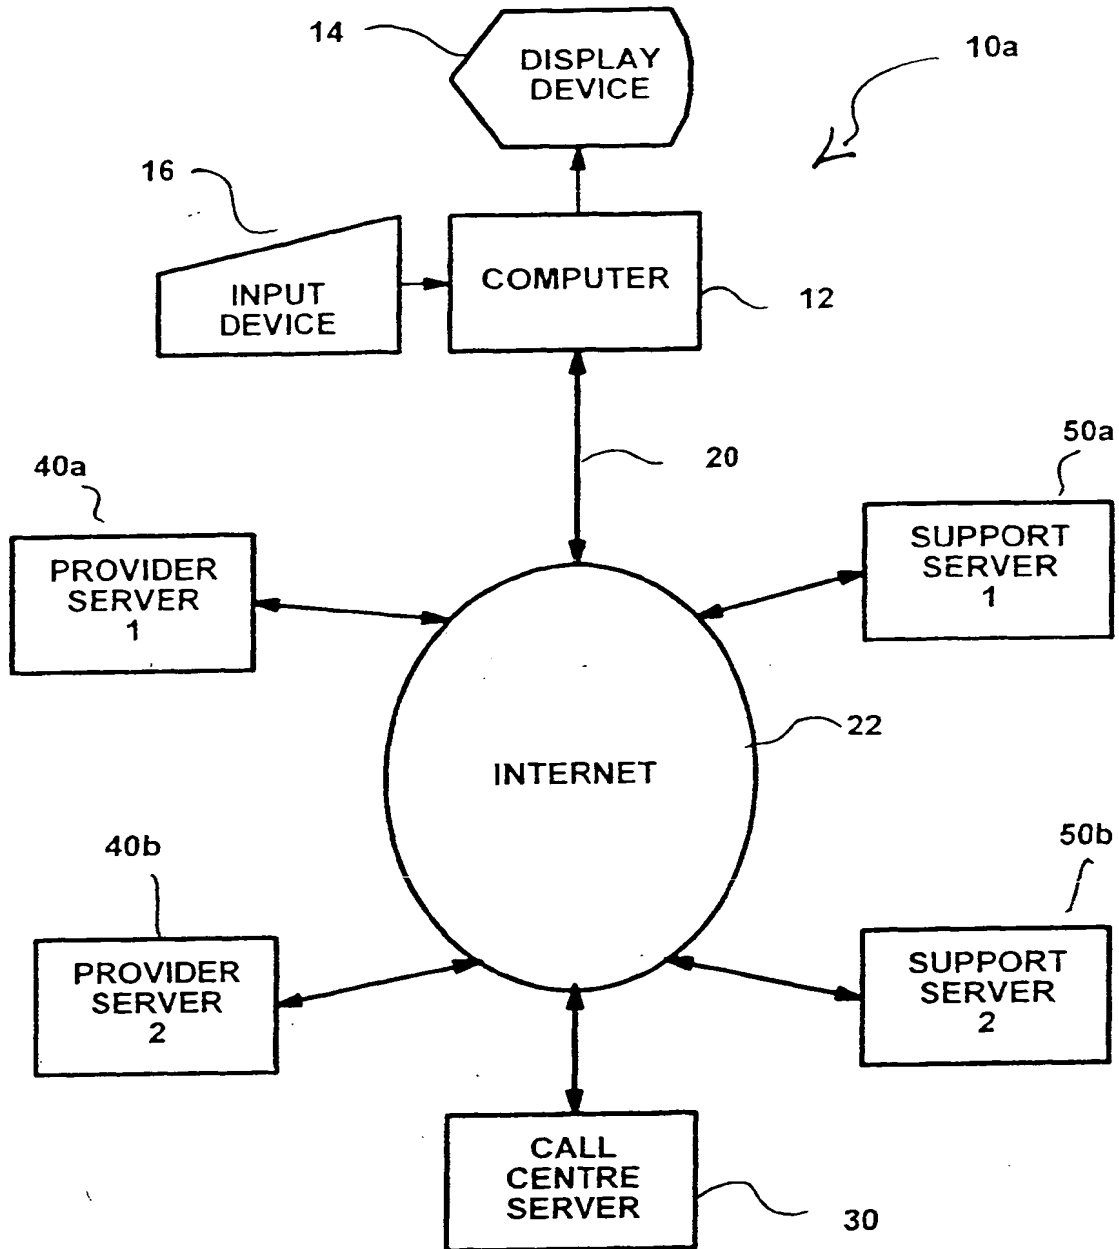 14
DISPLAY
DEVICE
10a
16
INPUT
DEVICE
COMPUTER
12
20
40a
PROVIDER
SERVER
1
50a
SUPPORT
SERVER
1
INTERNET
22
40b
PROVIDER
SERVER
2
50b
SUPPORT
SERVER
2
CALL
CENTRE
SERVER
30